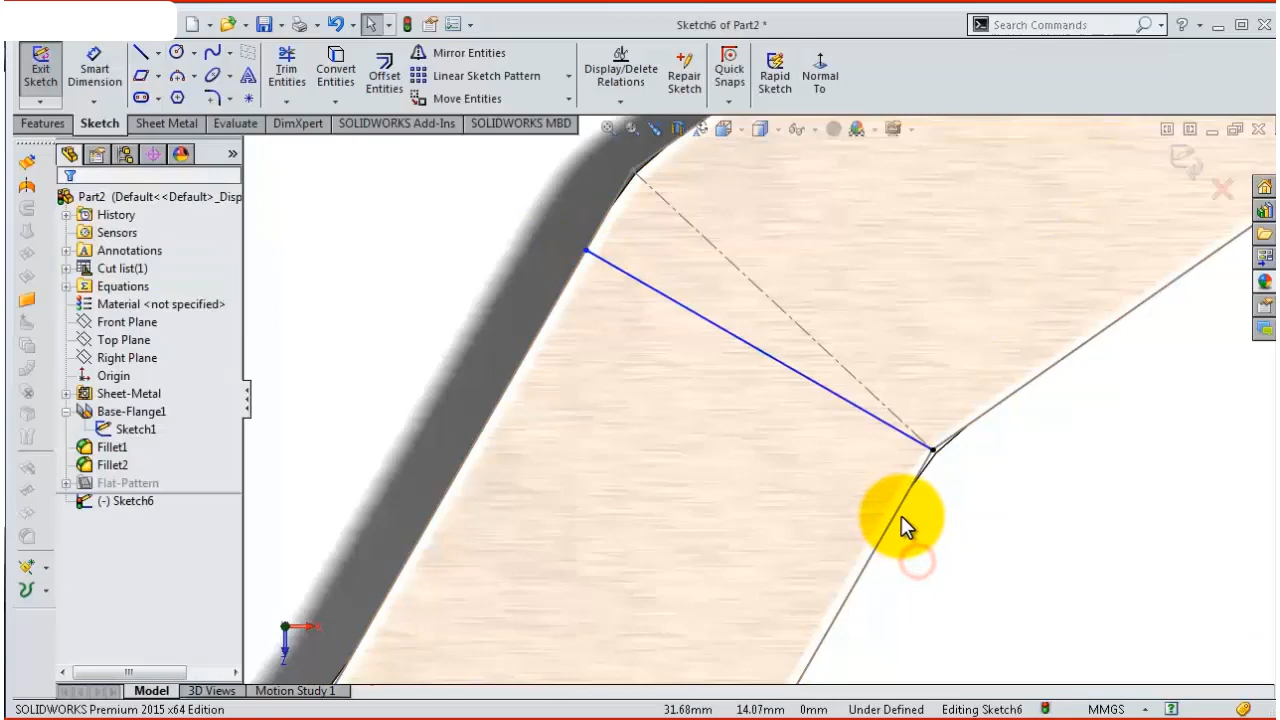 Sketch6 of Part2 *
Search Commands
Exit Sketch
Smart Dimension
Trim Entities
Convert Entities
Offset Entities
Mirror Entities
Linear Sketch Pattern
Move Entities
Display/Delete Relations
Repair Sketch
Quick Snaps
Rapid Sketch
Normal To
Features
Sketch
Sheet Metal
Evaluate
DimXpert
SOLIDWORKS Add-Ins
SOLIDWORKS MBD
Part2 (Default<<Default>_Disp
History
Sensors
Annotations
Cut list(1)
Equations
Material <not specified>
Front Plane
Top Plane
Right Plane
Origin
Sheet-Metal
Base-Flange1
Sketch1
Fillet1
Fillet2
Flat-Pattern
(-) Sketch6
Z
Model
3D Views
Motion Study 1
SOLIDWORKS Premium 2015 x64 Edition
31.68mm
14.07mm
0mm
Under Defined
Editing Sketch6
MMGS